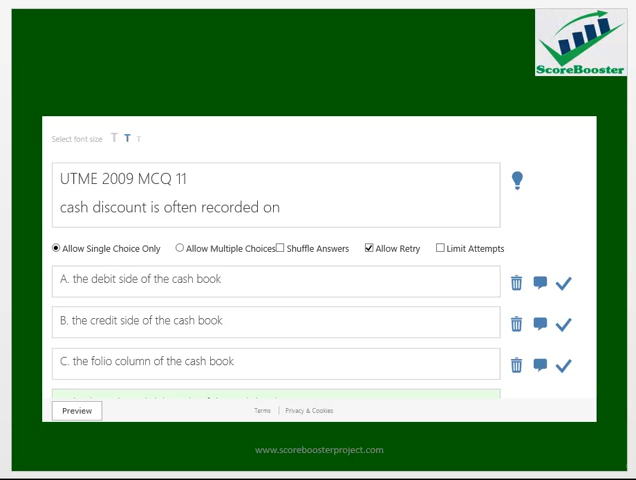 ScoreBooster
Select font size T T T
UTME 2009 MCQ 11
cash discount is often recorded on
Allow Single Choice Only Allow Multiple Choices Shuffle Answers Allow Retry Limit Attempts
A. the debit side of the cash book
B. the credit side of the cash book
C. the folio column of the cash book
Preview Terms Privacy & Cookies
www.scoreboosterproject.com